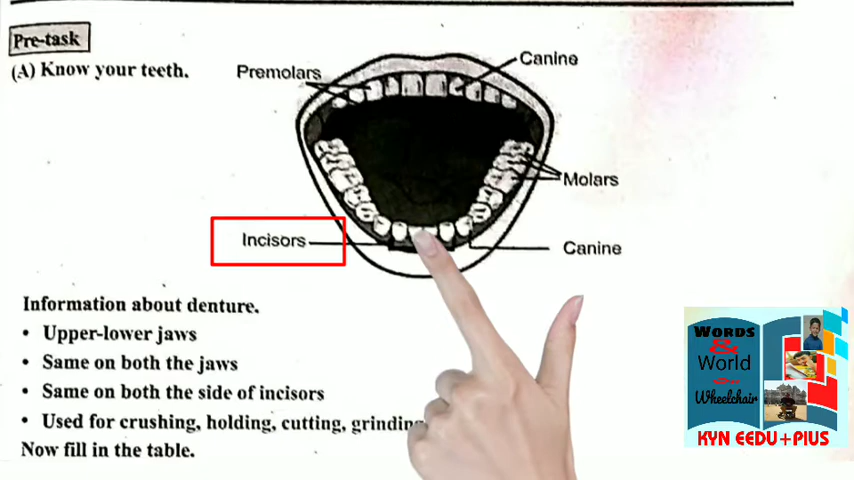 Pre-task
(A) Know your teeth.
Premolars
Canine
Molars
Incisors
Canine
Information about denture.
• Upper-lower jaws
• Same on both the jaws
• Same on both the side of incisors
• Used for crushing, holding, cutting, grinding
Now fill in the table.
WORDS
&
World
Wheelchair
KYN EEDU+PlUS